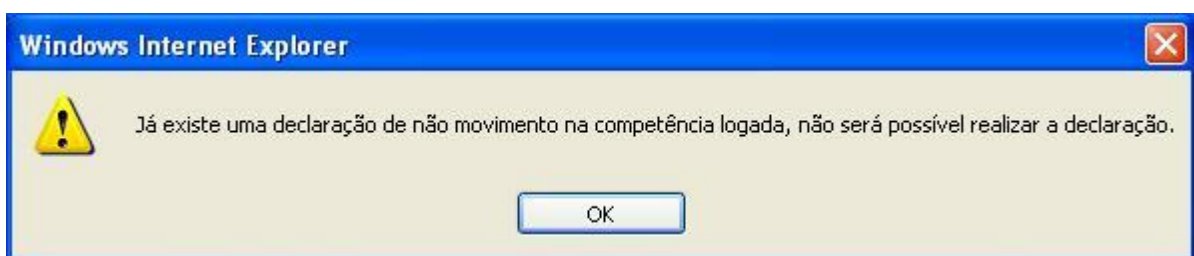 Windows Internet Explorer
Já existe uma declaração de não movimento na competência logada, não será possível realizar a declaração.
OK